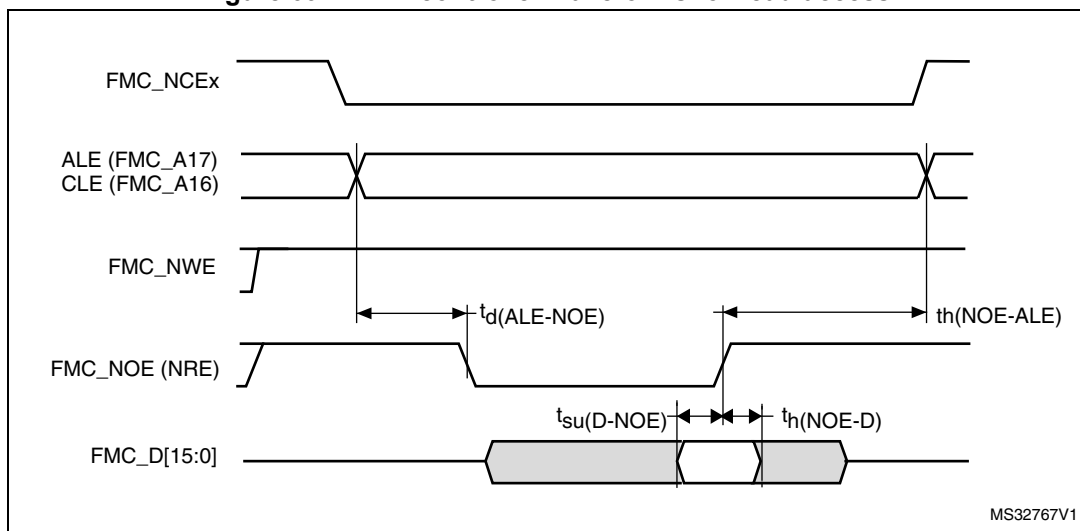 FMC_NCEx
ALE (FMC_A17)
CLE (FMC_A16)
FMC_NWE
td(ALE-NOE)
th(NOE-ALE)
FMC_NOE (NRE)
tsu(D-NOE)
th(NOE-D)
FMC_D[15:0]
MS32767V1